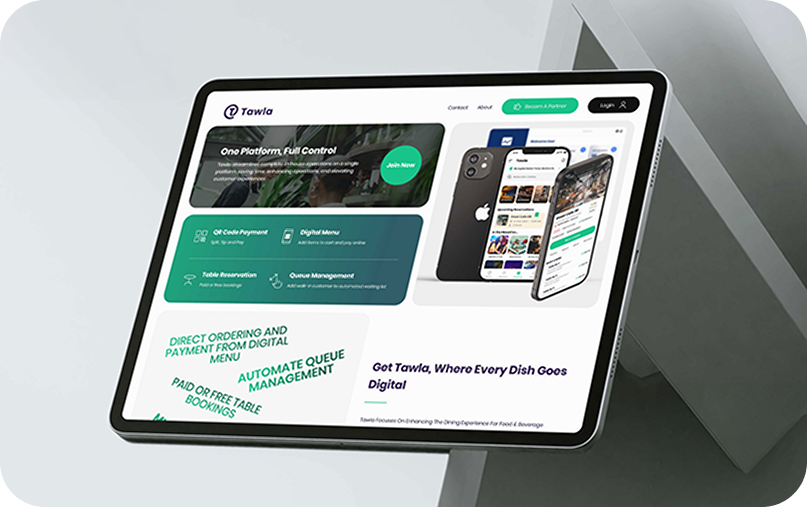 Tawla
Contact
About
Becom A Partner
Login
One Platform, Full Control
Tawla streamlines complex in house operations on a single
platform, saving time, enhancing operations, and elevating
customer experiences
Join Now
QR Code Payment
Split, Tip and Pay
Digital Menu
Add items to cart and pay online
Table Reservation
Paid or free bookings
Queue Management
Add walk-in customer to automated waiting list
Tawla
DIRECT ORDERING AND
PAYMENT FROM DIGITAL
MENU
AUTOMATE QUEUE
MANAGEMENT
PAID OR FREE TABLE
BOOKINGS
Get Tawla, Where Every Dish Goes
Digital
Tawla Focuses On Enhancing The Dining Experience For Food & Beverage